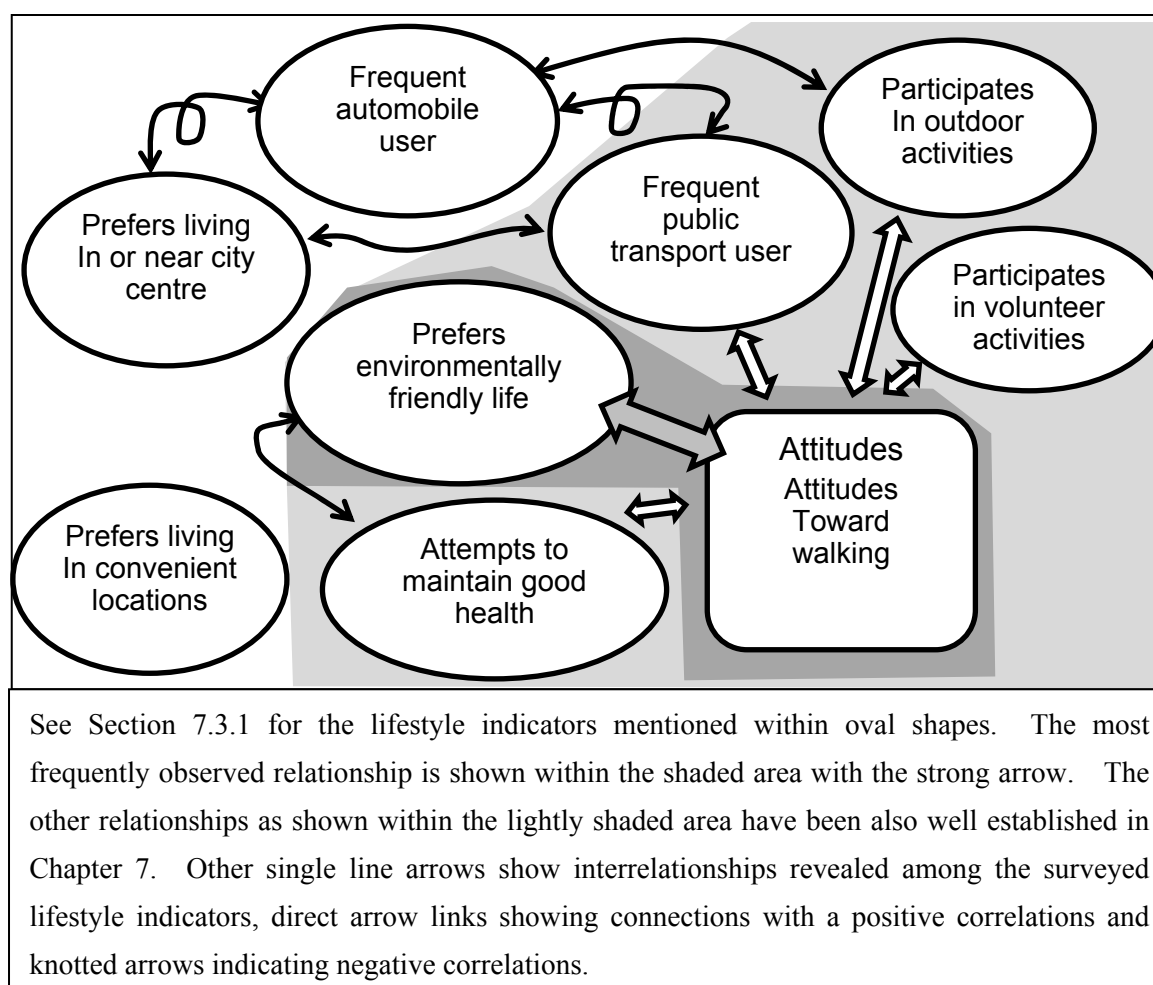 Frequent
automobile
user
Participates
In outdoor
activities
Prefers living
In or near city
centre
Frequent
public
transport user
Participates
in volunteer
activities
Prefers
environmentally
friendly life
Attitudes
Attitudes
Toward
walking
Prefers living
In convenient
locations
Attempts to
maintain good
health
See Section 7.3.1 for the lifestyle indicators mentioned within oval shapes. The most
frequently observed relationship is shown within the shaded area with the strong arrow. The
other relationships as shown within the lightly shaded area have been also well established in
Chapter 7. Other single line arrows show interrelationships revealed among the surveyed
lifestyle indicators, direct arrow links showing connections with a positive correlations and
knotted arrows indicating negative correlations.